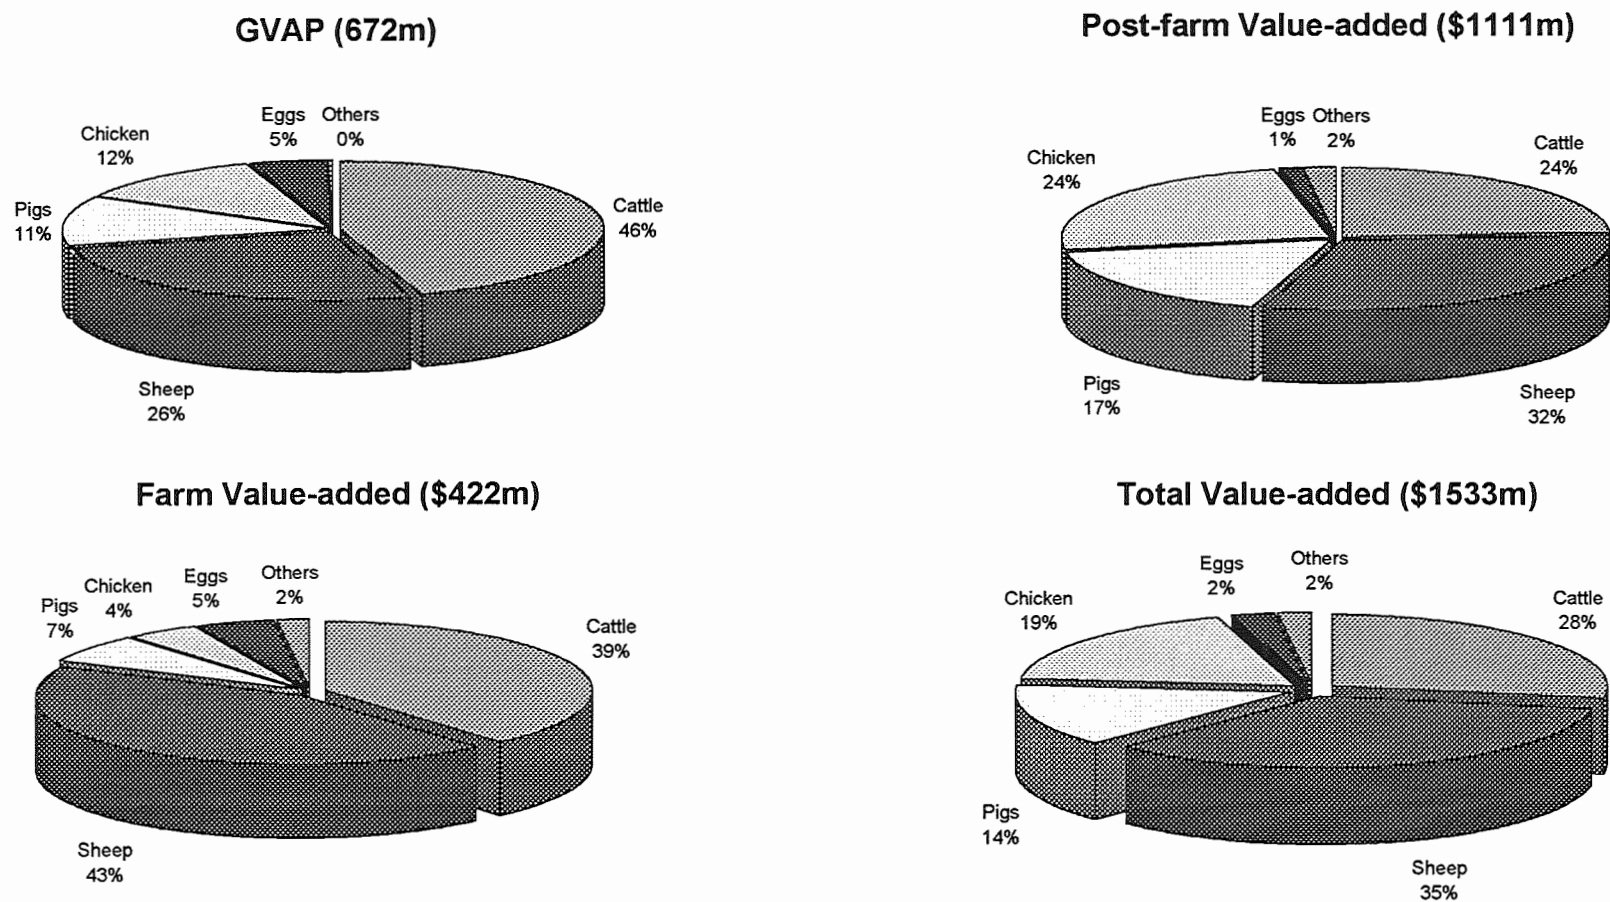 GVAP (672m)
Eggs
5%
Others
0%
Chicken
12%
Pigs
11%
Cattle
46%
Sheep
26%
Post-farm Value-added ($1111m)
Eggs
1%
Others
2%
Cattle
24%
Chicken
24%
Pigs
17%
Sheep
32%
Farm Value-added ($422m)
Pigs
7%
Chicken
4%
Eggs
5%
Others
2%
Cattle
39%
Sheep
43%
Total Value-added ($1533m)
Eggs
2%
Others
2%
Chicken
19%
Cattle
28%
Pigs
14%
Sheep
35%